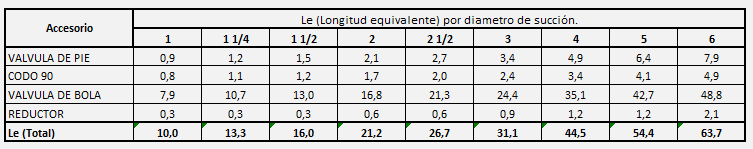 Accesorio
Le (Longitud equivalente) por diametro de succión.
1 1 1/4 1 1/2 2 2 1/2 3 4 5 6
VALVULA DE PIE 0,9 1,2 1,5 2,1 2,7 3,4 4,9 6,4 7,9
CODO 90 0,8 1,1 1,2 1,7 2,0 2,4 3,4 4,1 4,9
VALVULA DE BOLA 7,9 10,7 13,0 16,8 21,3 24,4 35,1 42,7 48,8
REDUCTOR 0,3 0,3 0,3 0,6 0,6 0,9 1,2 1,2 2,1
Le (Total) 10,0 13,3 16,0 21,2 26,7 31,1 44,5 54,4 63,7